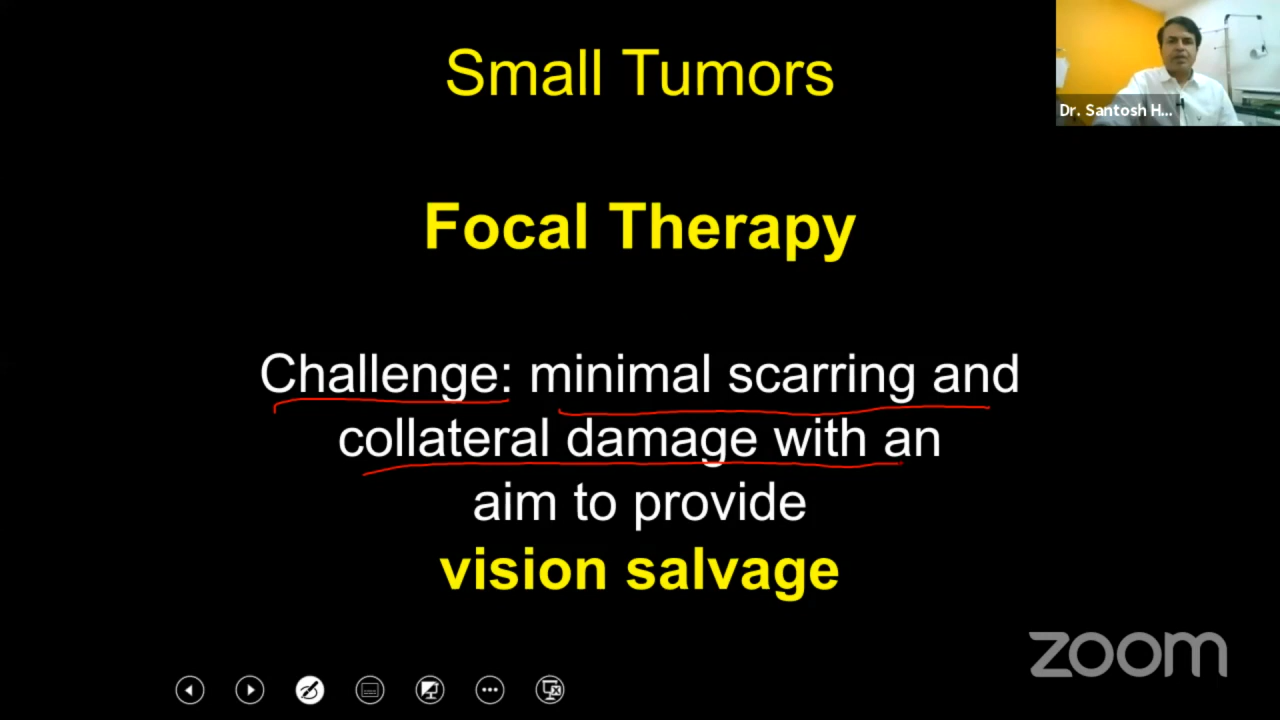 Small Tumors
Dr. Santosh H...
Focal Therapy
Challenge: minimal scarring and
collateral damage with an
aim to provide
vision salvage
zoom